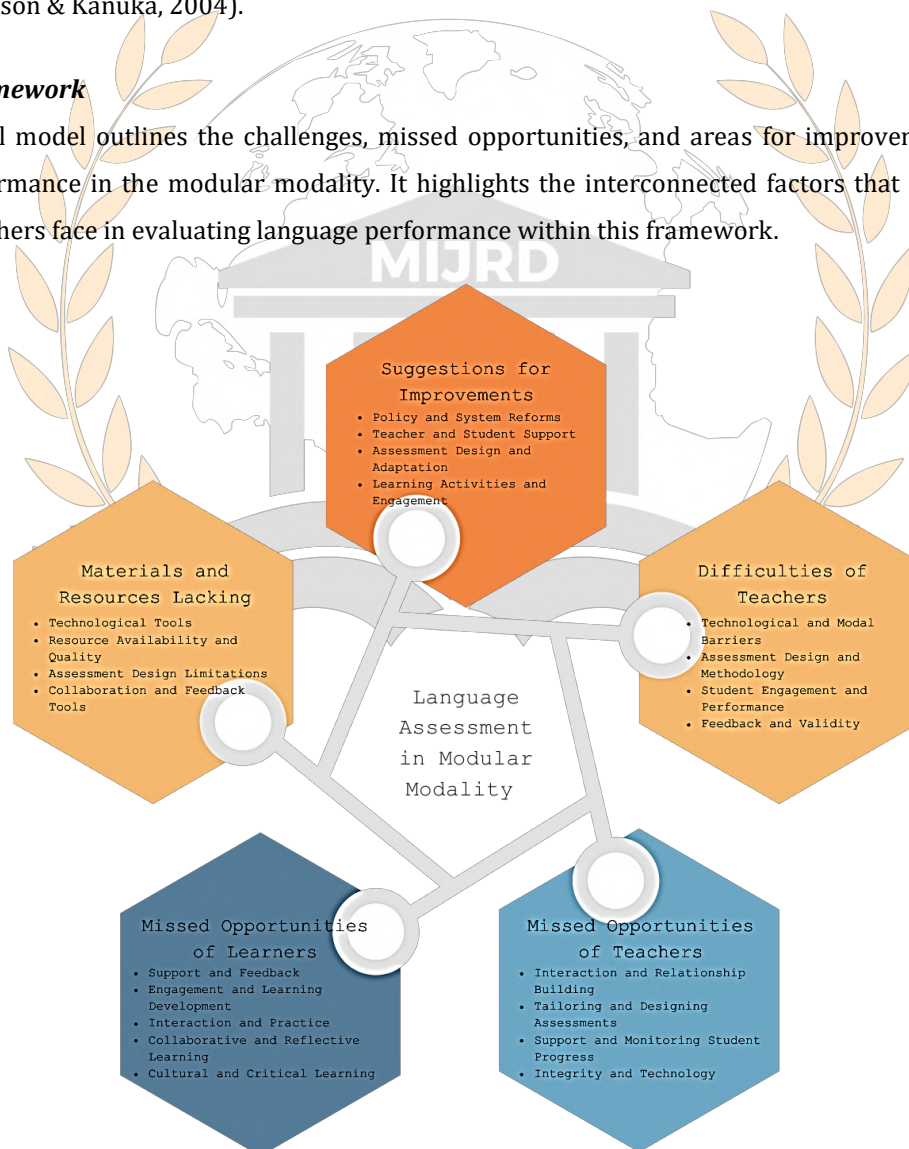 son & Kanuka, 2004).
mework
l model outlines the challenges, missed opportunities, and areas for improvem
rmance in the modular modality. It highlights the interconnected factors that
hers face in evaluating language performance within this framework.
MIJRD
Suggestions for
Improvements
• Policy and System Reforms
• Teacher and Student Support
• Assessment Design and
Adaptation
• Learning Activities and
Engagement
Materials and
Resources Lacking
• Technological Tools
• Resource Availability and
Quality
• Assessment Design Limitations
• Collaboration and Feedback
Tools
Difficulties of
Teachers
• Technological and Modal
Barriers
• Assessment Design and
Methodology
• Student Engagement and
Performance
• Feedback and Validity
Language
Assessment
in Modular
Modality
Missed Opportunities
of Learners
• Support and Feedback
• Engagement and Learning
Development
• Interaction and Practice
• Collaborative and Reflective
Learning
• Cultural and Critical Learning
Missed Opportunities
of Teachers
• Interaction and Relationship
Building
• Tailoring and Designing
Assessments
• Support and Monitoring Student
Progress
• Integrity and Technology